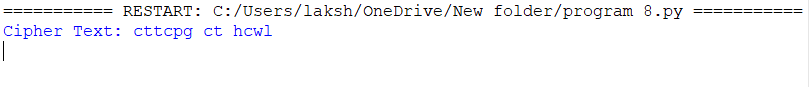 =========== RESTART: C:/Users/laksh/OneDrive/New folder/program 8.py ===========
Cipher Text: cttcpg ct hcwl